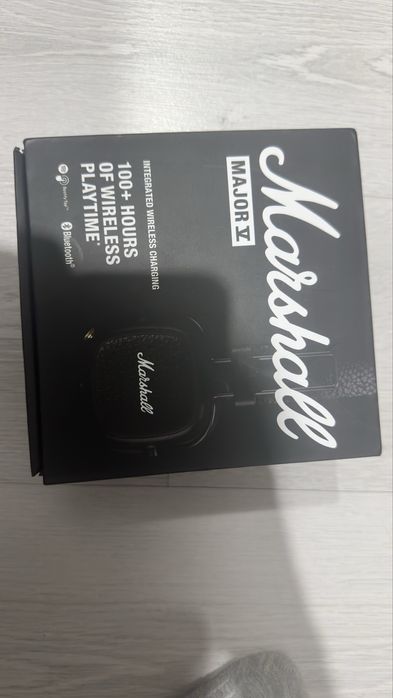 Marshall
MAJOR V
INTEGRATED WIRELESS CHARGING
100+ HOURS
OF WIRELESS
PLAYTIME*
Bluetooth®
Marshall